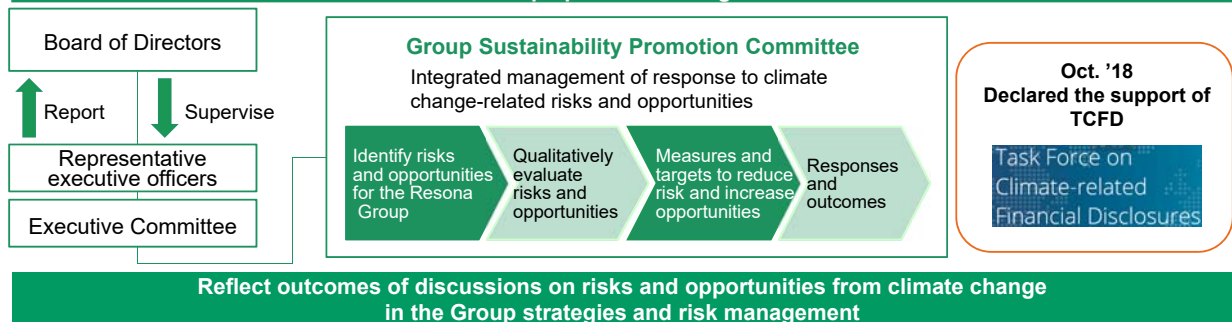 Board of Directors
Report
Supervise
Representative
executive officers
Executive Committee
Group Sustainability Promotion Committee
Integrated management of response to climate
change-related risks and opportunities
Identify risks
and opportunities
for the Resona
Group
Qualitatively
evaluate
risks and
opportunities
Measures and
targets to reduce
risk and increase
opportunities
Responses
and
outcomes
Oct. ’18
Declared the support of
TCFD
Task Force on
Climate-related
Financial Disclosures
Reflect outcomes of discussions on risks and opportunities from climate change
in the Group strategies and risk management